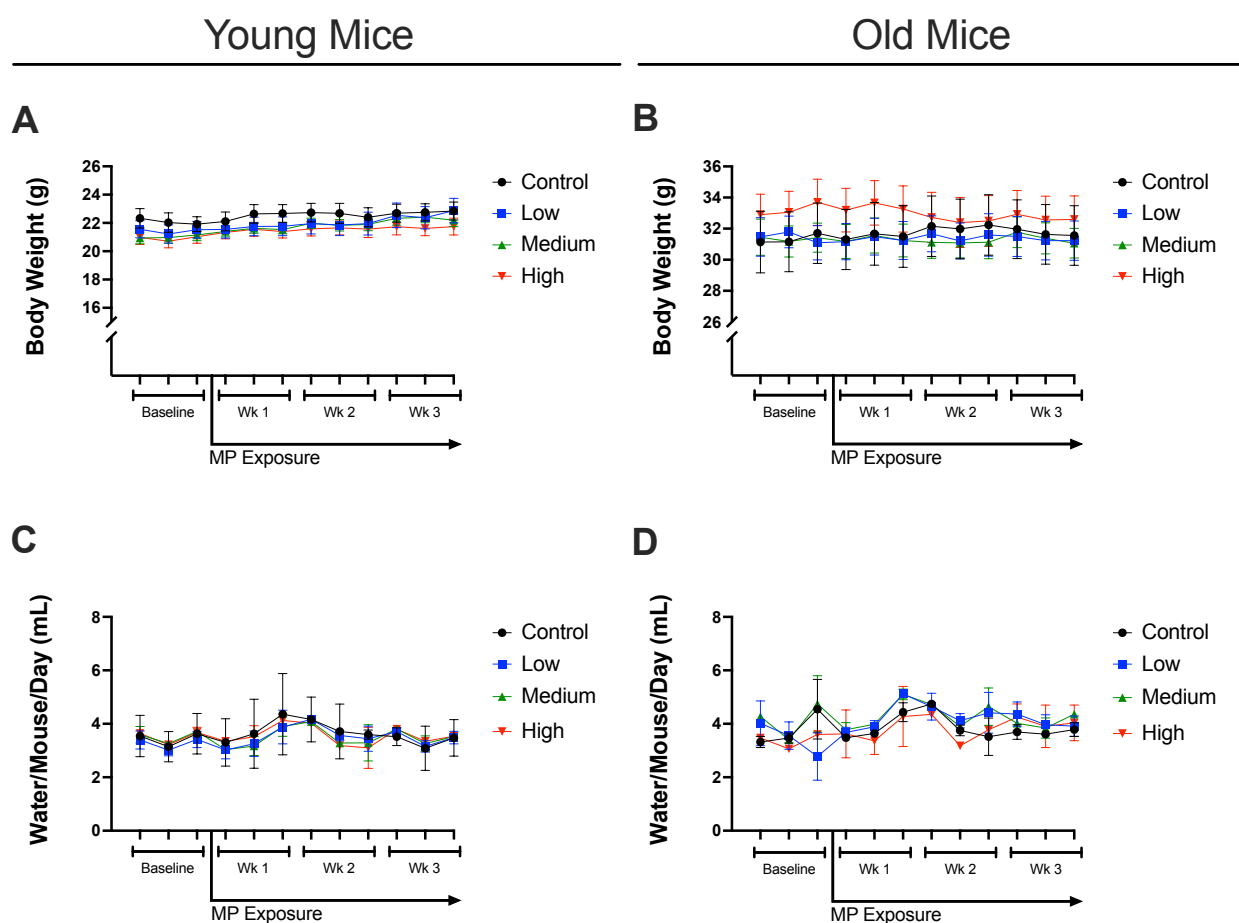 Young Mice
Old Mice
A
Body Weight (g)
26
24
22
20
18
16
Control
Low
Medium
High
Baseline
Wk 1
Wk 2
Wk 3
MP Exposure
B
Body Weight (g)
36
34
32
30
28
26
26
Control
Low
Medium
High
Baseline
Wk 1
Wk 2
Wk 3
MP Exposure
C
Water/Mouse/Day (mL)
8
6
4
2
0
Control
Low
Medium
High
Baseline
Wk 1
Wk 2
Wk 3
MP Exposure
D
Water/Mouse/Day (mL)
8
6
4
2
0
Control
Low
Medium
High
Baseline
Wk 1
Wk 2
Wk 3
MP Exposure